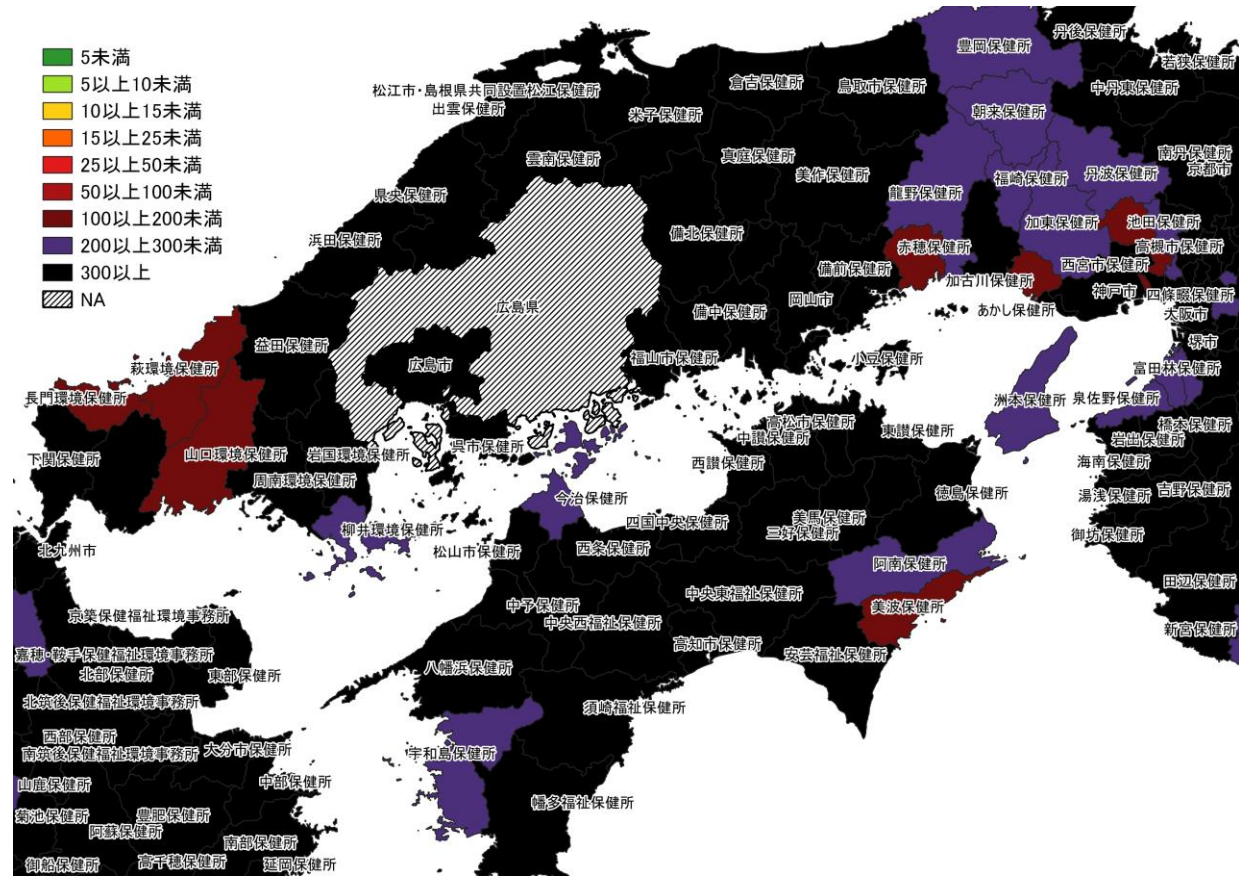 5未満
5以上10未満
10以上15未満
15以上25未満
25以上50未満
50以上100未満
100以上200未満
200以上300未満
300以上
NA
丹後保健所
豊岡保健所
若狭保健所
倉吉保健所
鳥取市保健所
中丹東保健所
松江市・島根県共同設置松江保健所
出雲保健所
米子保健所
朝来保健所
雲南保健所
真庭保健所
美作保健所
南丹保健所
京都市
福崎保健所
丹波保健所
県央保健所
龍野保健所
加東保健所
池田保健所
浜田保健所
備北保健所
赤穂保健所
高槻市保健所
西宮市保健所
備前保健所
加古川保健所
神戸市
四條畷保健所
岡山市
あかし保健所
大阪市
広島県
備中保健所
堺市
益田保健所
福山市保健所
小豆保健所
萩環境保健所
広島市
富田林保健所
長門環境保健所
洲本保健所
泉佐野保健所
高松市保健所
橋本保健所
中讃保健所
東讃保健所
岩出保健所
呉市保健所
下関保健所
山口環境保健所
岩国環境保健所
西讃保健所
海南保健所
周南環境保健所
吉野保健所
徳島保健所
湯浅保健所
今治保健所
美馬保健所
四国中央保健所
三好保健所
柳井環境保健所
御坊保健所
北九州市
松山市保健所
西条保健所
阿南保健所
田辺保健所
中央東福祉保健所
中予保健所
美波保健所
京築保健福祉環境事務所
中央西福祉保健所
新宮保健所
高知市保健所
嘉穂・鞍手保健福祉環境事務所
安芸福祉保健所
北部保健所
東部保健所
八幡浜保健所
北筑後保健福祉環境事務所
須崎福祉保健所
西部保健所
南筑後保健福祉環境事務所
大分市保健所
宇和島保健所
山鹿保健所
中部保健所
幡多福祉保健所
菊池保健所
豊肥保健所
阿蘇保健所
南部保健所
御船保健所
高千穂保健所
延岡保健所